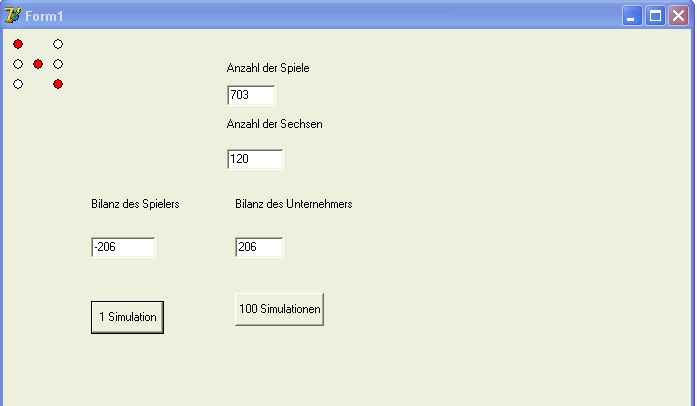 Form1
Anzahl der Spiele
703
Anzahl der Sechsen
120
Bilanz des Spielers
Bilanz des Unternehmers
-206
206
1 Simulation
100 Simulationen